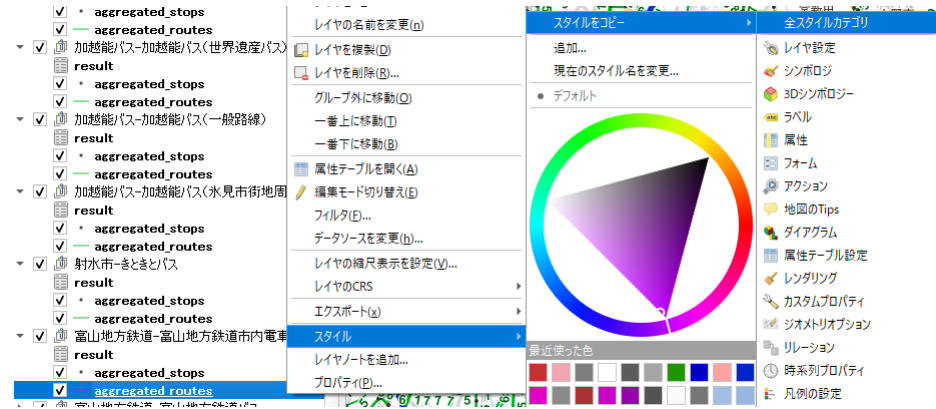 aggregated_stops
aggregated_routes
加越能バス-加越能バス(世界遺産バス)
result
aggregated_stops
aggregated_routes
加越能バス-加越能バス(一般路線)
result
aggregated_stops
aggregated_routes
加越能バス-加越能バス(氷見市街地周
result
aggregated_stops
aggregated_routes
射水市-きときとバス
result
aggregated_stops
aggregated_routes
富山地方鉄道-富山地方鉄道市内電車
result
aggregated_stops
aggregated_routes
レイヤの名前を変更(n)
レイヤを複製(D)
レイヤを削除(R)...
グループ外に移動(O)
一番上に移動(T)
一番下に移動(B)
属性テーブルを開く(A)
編集モード切り替え(E)
フィルタ(F)...
データソースを変更(h)...
レイヤの縮尺表示を設定(V)...
レイヤのCRS
エクスポート(x)
スタイル
レイヤノートを追加...
プロパティ(P)...
スタイルをコピー
追加...
現在のスタイル名を変更...
デフォルト
最近使った色
全スタイルカテゴリ
レイヤ設定
シンボロジ
3Dシンボロジー
abc ラベル
属性
フォーム
アクション
地図のTips
ダイアグラム
属性テーブル設定
レンダリング
カスタムプロパティ
ジオメトリオプション
リレーション
時系列プロパティ
凡例の設定